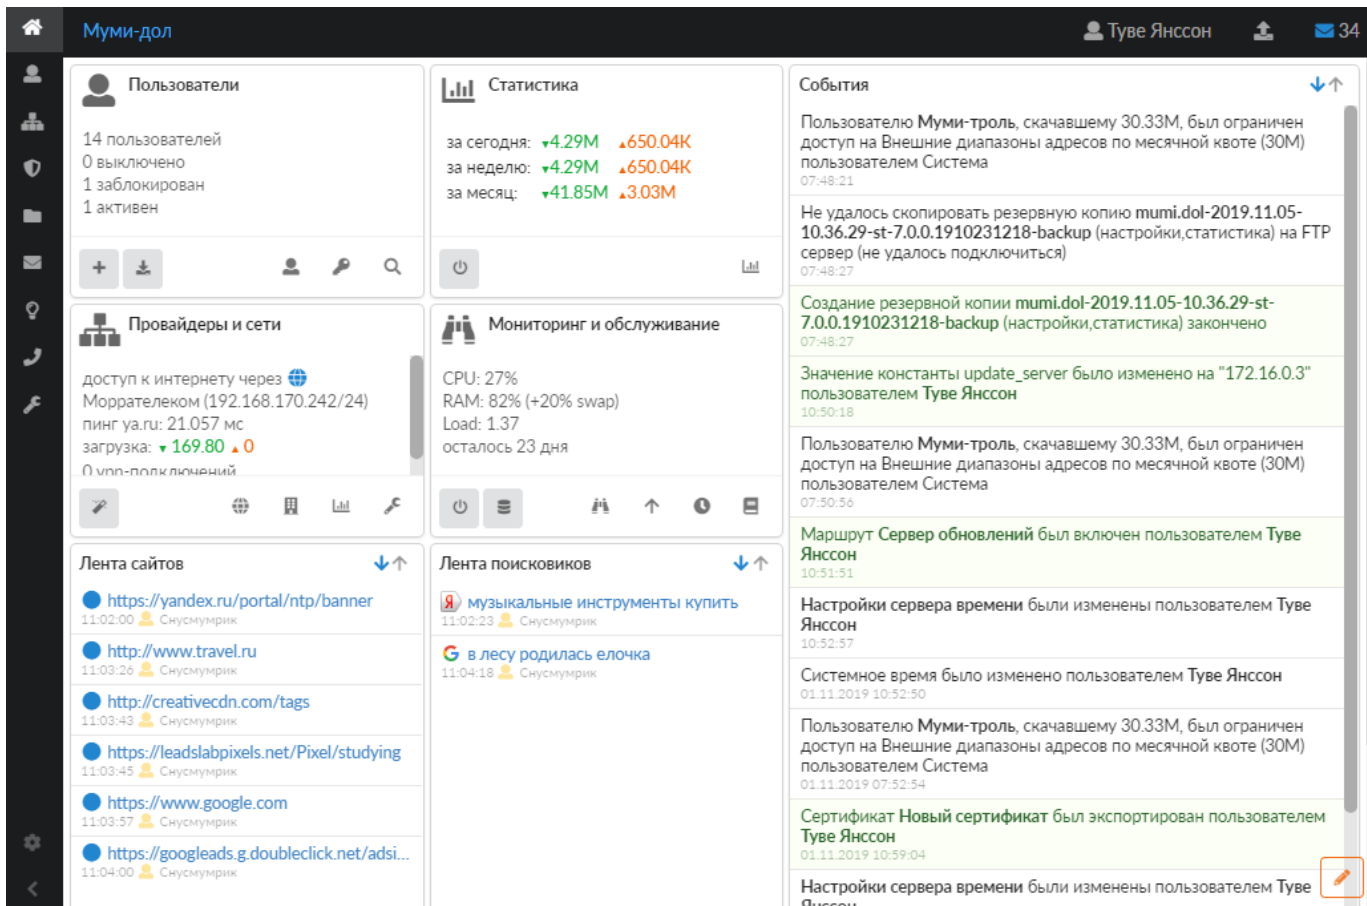 Муми-дол
Туве Янссон
34
Пользователи
14 пользователей
0 выключено
1 заблокирован
1 активен
Статистика
за сегодня: ▾4.29M ▴650.04K
за неделю: ▾4.29M ▴650.04K
за месяц: ▾41.85M ▴3.03M
Провайдеры и сети
доступ к интернету через
Морpателеком (192.168.170.242/24)
пинг ya.ru: 21.057 мс
загрузка: ▾ 169.80 ▴ 0
0 vpn-подключений
Мониторинг и обслуживание
CPU: 27%
RAM: 82% (+20% swap)
Load: 1.37
осталось 23 дня
Лента сайтов
https://yandex.ru/portal/ntp/banner
11:02:00 Снусмумрик
http://www.travel.ru
11:03:26 Снусмумрик
http://creativecdn.com/tags
11:03:43 Снусмумрик
https://leadslabpixels.net/Pixel/studying
11:03:45 Снусмумрик
https://www.google.com
11:03:57 Снусмумрик
https://googleads.g.doubleclick.net/adsi...
11:04:00 Снусмумрик
Лента поисковиков
Я музыкальные инструменты купить
11:02:23 Снусмумрик
G в лесу родилась елочка
11:04:18 Снусмумрик
События
Пользователю Муми-троль, скачавшему 30.33M, был ограничен
доступ на Внешние диапазоны адресов по месячной квоте (30M)
пользователем Система
07:48:21
Не удалось скопировать резервную копию mumi.dol-2019.11.05-
10.36.29-st-7.0.0.1910231218-backup (настройки,статистика) на FTP
сервер (не удалось подключиться)
07:48:27
Создание резервной копии mumi.dol-2019.11.05-10.36.29-st-
7.0.0.1910231218-backup (настройки,статистика) закончено
07:48:27
Значение константы update_server было изменено на "172.16.0.3"
пользователем Туве Янссон
10:50:18
Пользователю Муми-троль, скачавшему 30.33M, был ограничен
доступ на Внешние диапазоны адресов по месячной квоте (30M)
пользователем Система
07:50:56
Маршрут Сервер обновлений был включен пользователем Туве
Янссон
10:51:51
Настройки сервера времени были изменены пользователем Туве
Янссон
10:52:57
Системное время было изменено пользователем Туве Янссон
01.11.2019 10:52:50
Пользователю Муми-троль, скачавшему 30.33M, был ограничен
доступ на Внешние диапазоны адресов по месячной квоте (30M)
пользователем Система
01.11.2019 07:52:54
Сертификат Новый сертификат был экспортирован пользователем
Туве Янссон
01.11.2019 10:59:04
Настройки сервера времени были изменены пользователем Туве
Янссон